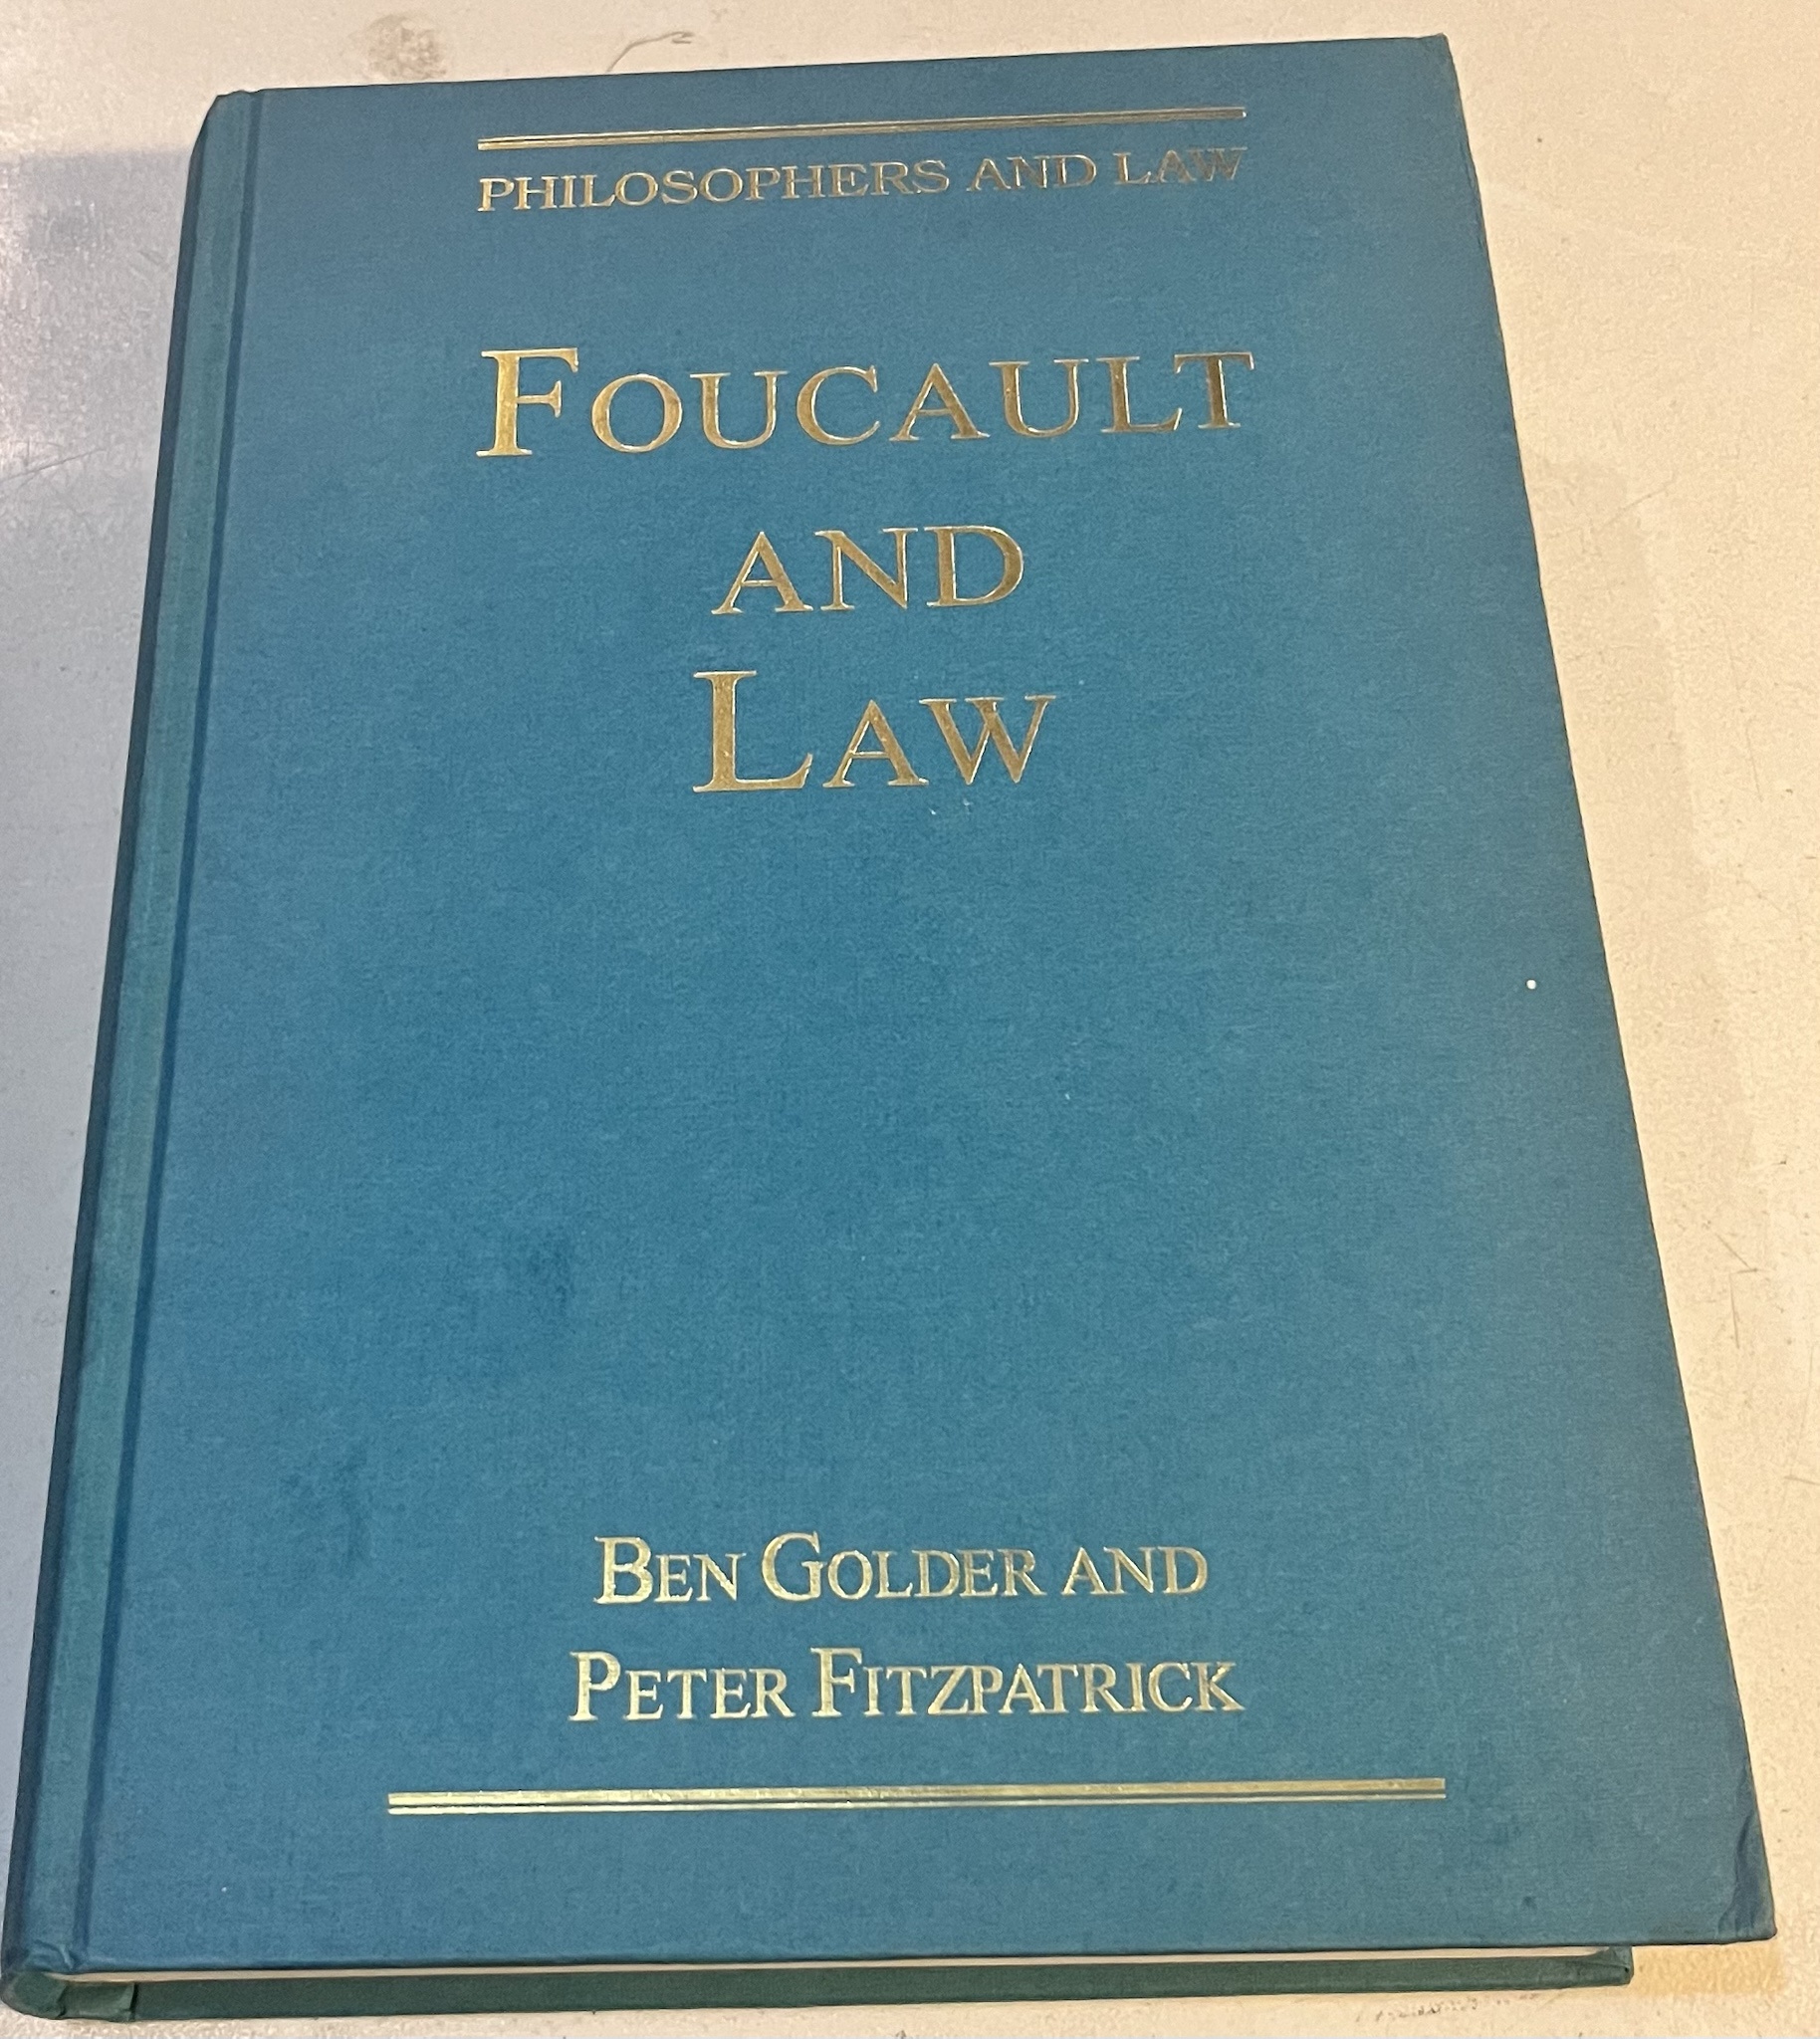 PHILOSOPHERS AND LAW
FOUCAULT
AND
LAW
BEN GOLDER AND
PETER FITZPATRICK